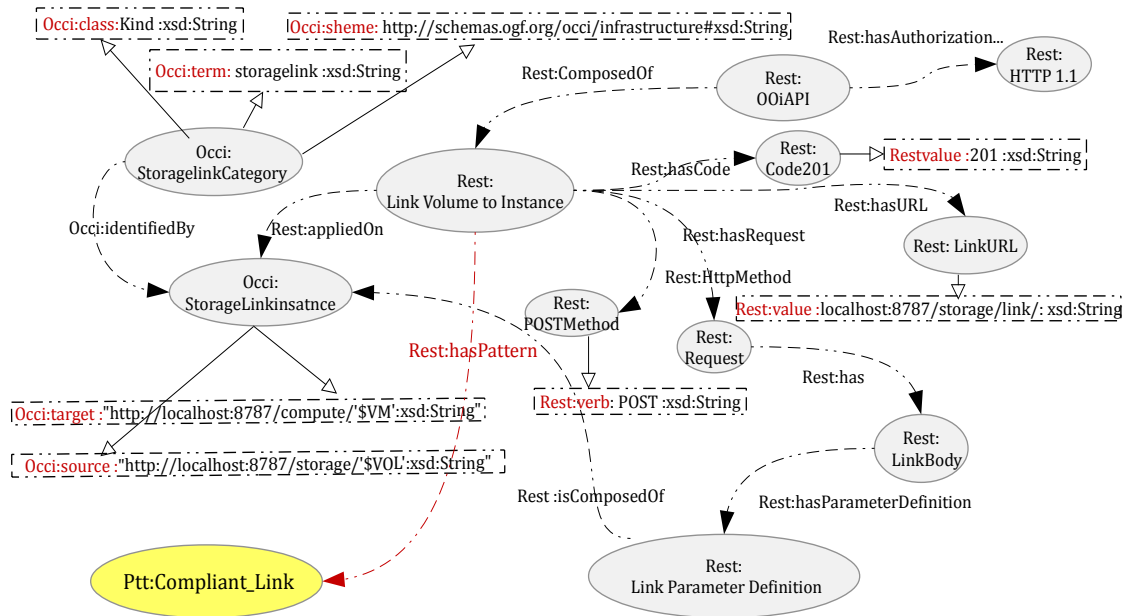 Occi:class:Kind :xsd:String
Occi:sheme: http://schemas.ogf.org/occi/infrastructure#xsd:String
Rest:hasAuthorization...
Occi:term: storagelink :xsd:String
Rest:ComposedOf
Rest:
OOiAPI
Rest:
HTTP 1.1
Occi:
StoragelinkCategory
Rest:
Link Volume to Instance
Rest:hasCode
Rest:
Code201
Restvalue :201 :xsd:String
Occi:identifiedBy
Rest:appliedOn
Rest:hasURL
Rest:hasRequest
Rest: LinkURL
Occi:
StorageLinkinsatnce
Rest:HttpMethod
Rest:
POSTMethod
Rest:value :localhost:8787/storage/link/: xsd:String
Rest:
Request
Rest:hasPattern
Rest:has
Occi:target :"http://localhost:8787/compute/'$VM':xsd:String"
Rest:verb: POST :xsd:String
Occi:source :"http://localhost:8787/storage/'$VOL':xsd:String"
Rest:
LinkBody
Rest :isComposedOf
Rest:hasParameterDefinition
Ptt:Compliant_Link
Rest:
Link Parameter Definition